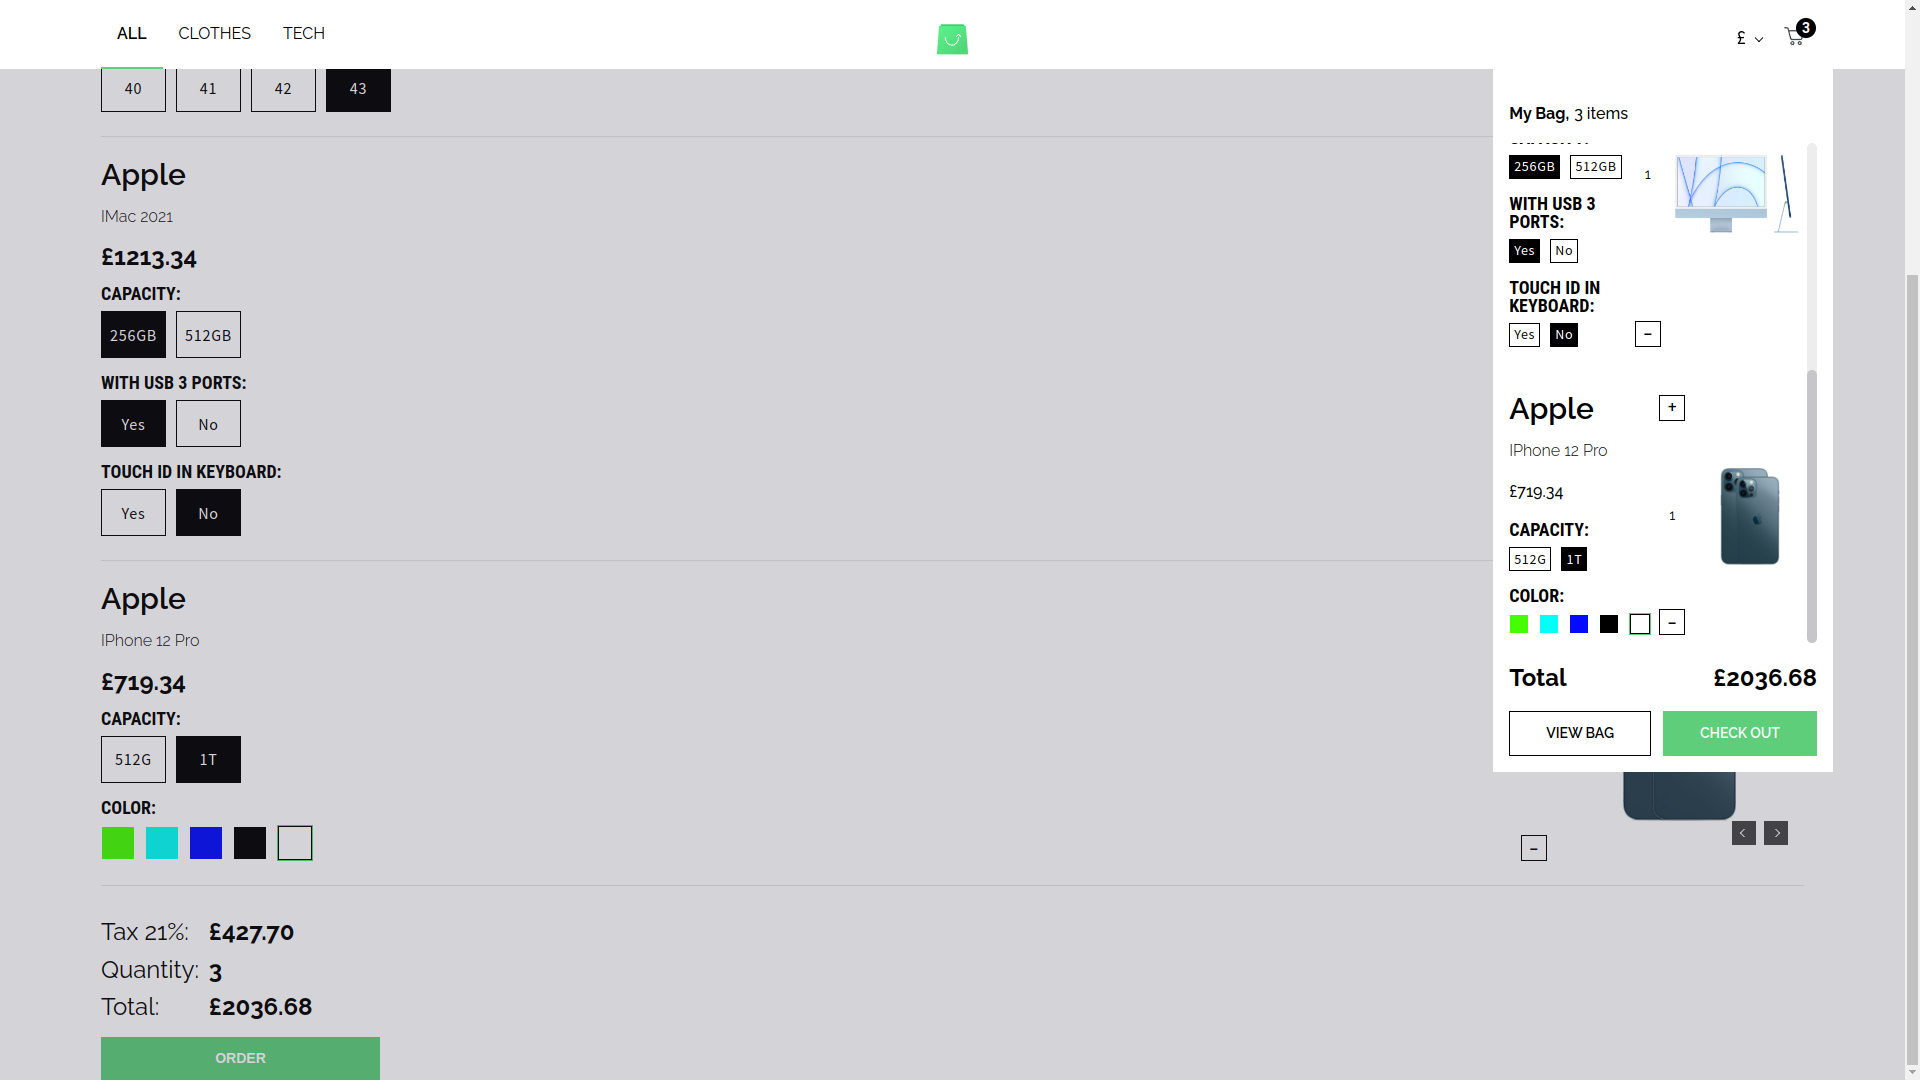 ALL
CLOTHES
TECH
£
3
40
41
42
43
Apple
IMac 2021
£1213.34
CAPACITY:
256GB
512GB
WITH USB 3 PORTS:
Yes
No
TOUCH ID IN KEYBOARD:
Yes
No
Apple
IPhone 12 Pro
£719.34
CAPACITY:
512G
1T
COLOR:
−
Tax 21%: £427.70
Quantity: 3
Total: £2036.68
ORDER
My Bag, 3 items
256GB
512GB
1
WITH USB 3
PORTS:
Yes
No
TOUCH ID IN
KEYBOARD:
Yes
No
−
Apple
+
IPhone 12 Pro
£719.34
1
CAPACITY:
512G
1T
COLOR:
−
Total
£2036.68
VIEW BAG
CHECK OUT